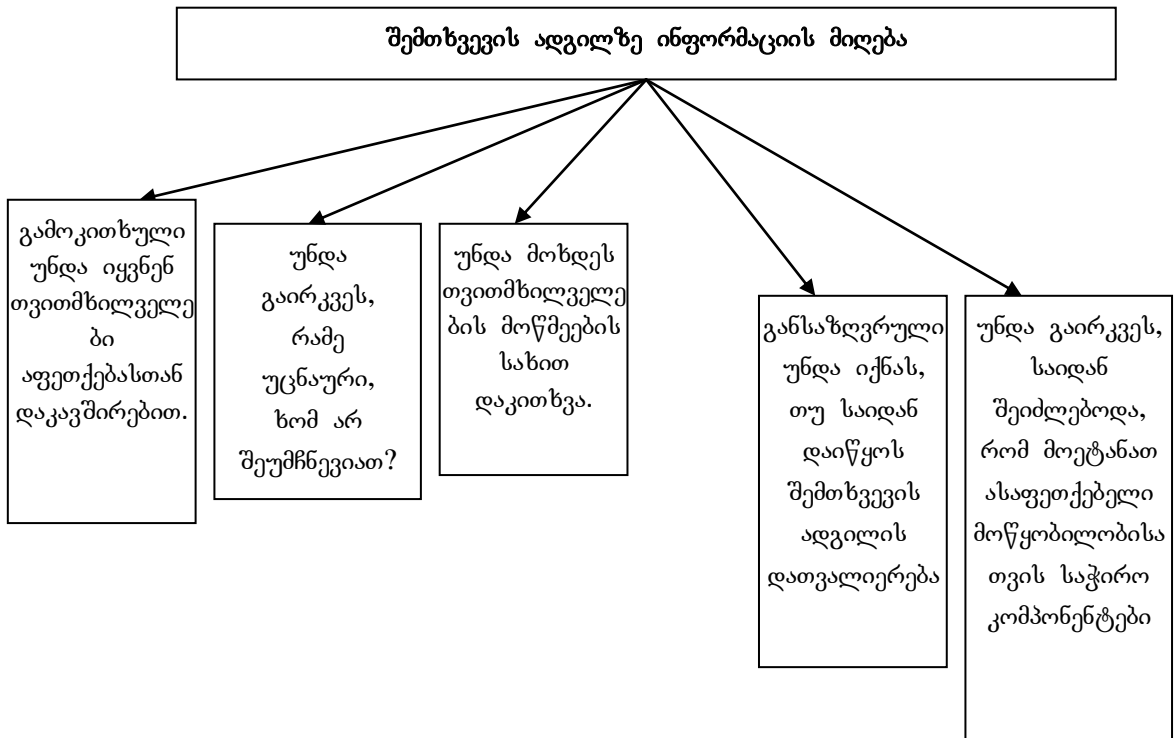 შემთხვევის ადგილზე ინფორმაციის მიღება
გამოკითხული
უნდა იყვნენ
თვითმხილველე
ბი
აფეთქებასთან
დაკავშირებით.
უნდა
გაირკვეს,
რამე
უცნაური,
ხომ არ
შეუმჩნევიათ?
უნდა მოხდეს
თვითმხილველე
ბის მოწმეების
სახით
დაკითხვა.
განსაზღვრული
უნდა იქნას,
თუ საიდან
დაიწყოს
შემთხვევის
ადგილის
დათვალიერება
უნდა გაირკვეს,
საიდან
შეიძლებოდა,
რომ მოეტანათ
ასაფეთქებელი
მოწყობილობისა
თვის საჭირო
კომპონენტები